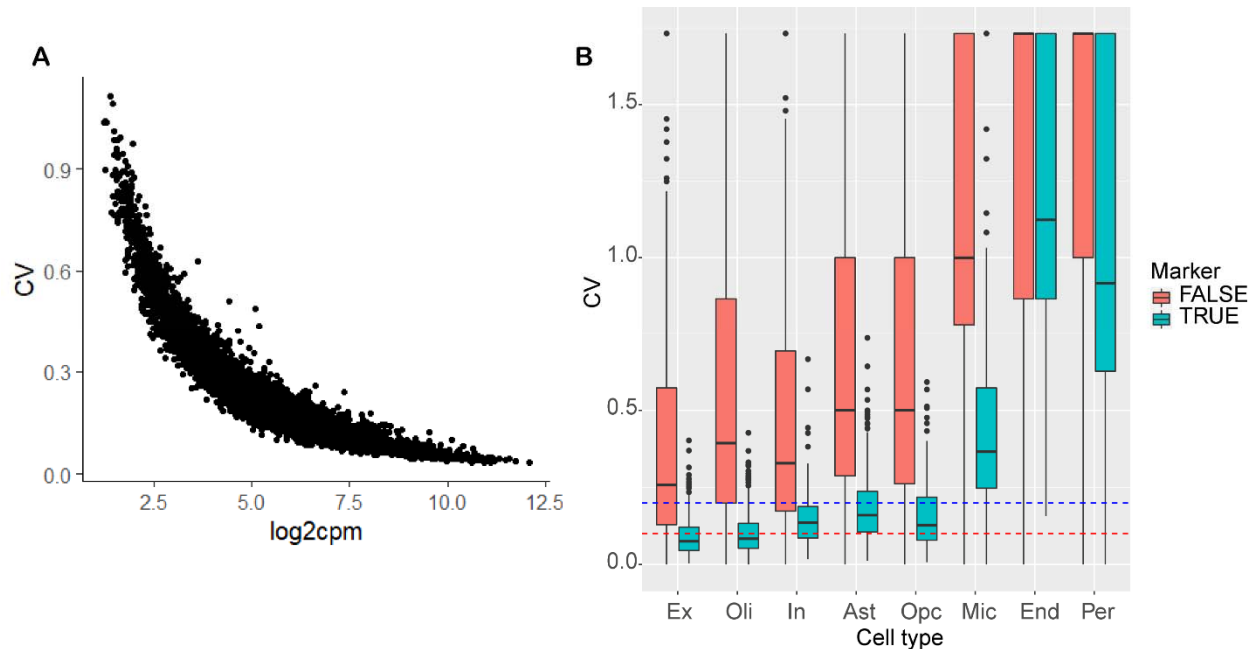 A
CV
0.9
0.6
0.3
0.0
2.5 5.0 7.5 10.0 12.5
log2cpm
B
CV
1.5
1.0
0.5
0.0
Ex Oli In Ast Opc Mic End Per
Cell type
Marker
FALSE
TRUE